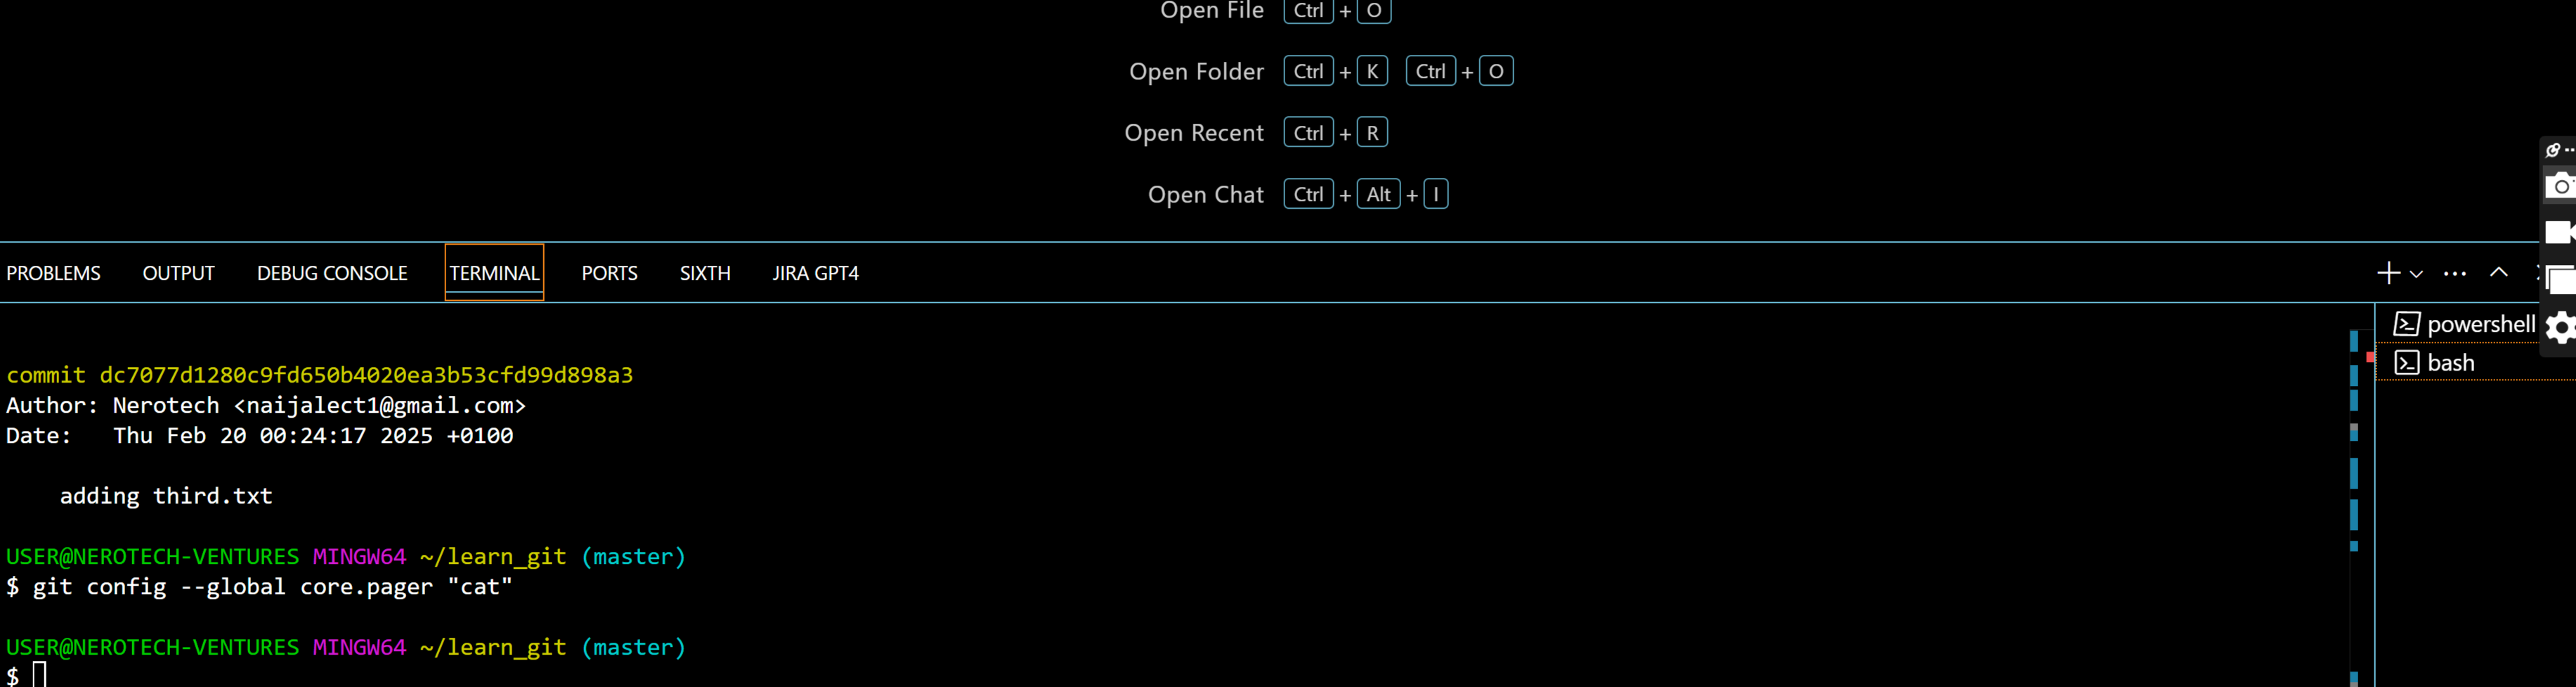 Open File Ctrl + O
Open Folder Ctrl + K Ctrl + O
Open Recent Ctrl + R
Open Chat Ctrl + Alt + I
PROBLEMS OUTPUT DEBUG CONSOLE TERMINAL PORTS SIXTH JIRA GPT4
powershell
bash
commit dc7077d1280c9fd650b4020ea3b53cfd99d898a3
Author: Nerotech <naijalect1@gmail.com>
Date:   Thu Feb 20 00:24:17 2025 +0100
adding third.txt
USER@NEROTECH-VENTURES MINGW64 ~/learn_git (master)
$ git config --global core.pager "cat"
USER@NEROTECH-VENTURES MINGW64 ~/learn_git (master)
$